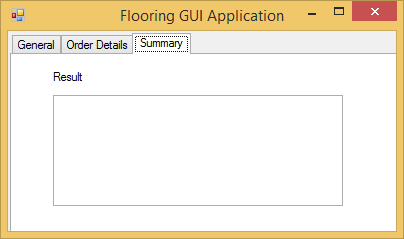 Flooring GUI Application
General
Order Details
Summary
Result